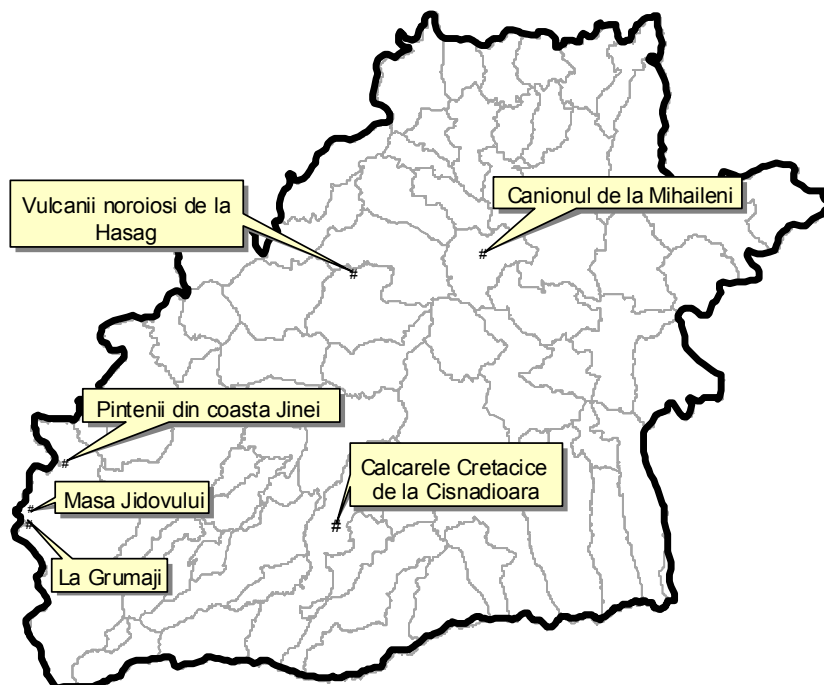 Canionul de la Mihaileni
Vulcanii noroiosi de la
Hasag
Pintenii din coasta Jinei
Calcarele Cretacice
de la Cisnadioara
Masa Jidovului
La Grumaji